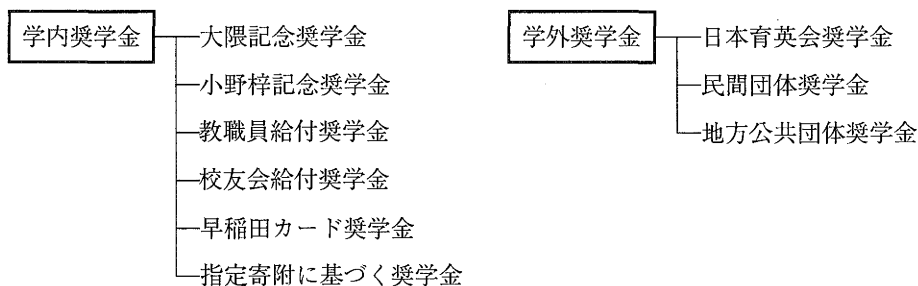 学内奨学金
大隈記念奨学金
小野梓記念奨学金
教職員給付奨学金
校友会給付奨学金
早稲田カード奨学金
指定寄附に基づく奨学金
学外奨学金
日本育英会奨学金
民間団体奨学金
地方公共団体奨学金